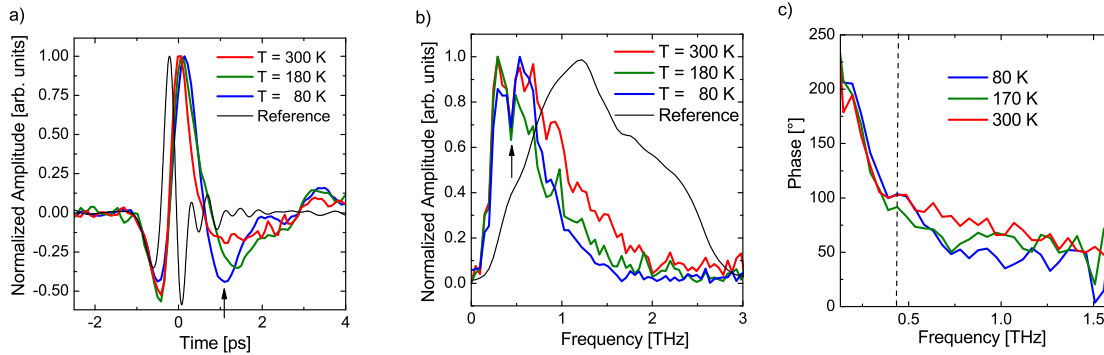 a)
Normalized Amplitude [arb. units]
1.00
0.75
0.50
0.25
0.00
-0.25
-0.50
T = 300 K
T = 180 K
T = 80 K
Reference
-2 0 2 4
Time [ps]
b)
Normalized Amplitude [arb. units]
1.0
0.8
0.6
0.4
0.2
0.0
T = 300 K
T = 180 K
T = 80 K
Reference
0 1 2 3
Frequency [THz]
c)
Phase [°]
250
200
150
100
50
0
80 K
170 K
300 K
0.5 1.0 1.5
Frequency [THz]